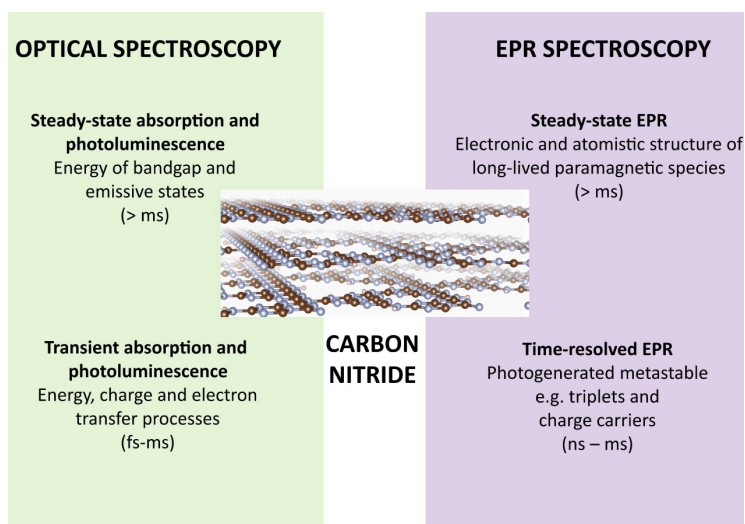 OPTICAL SPECTROSCOPY
Steady-state absorption and
photoluminescence
Energy of bandgap and
emissive states
(> ms)
Transient absorption and
photoluminescence
Energy, charge and electron
transfer processes
(fs-ms)
CARBON
NITRIDE
EPR SPECTROSCOPY
Steady-state EPR
Electronic and atomistic structure of
long-lived paramagnetic species
(> ms)
Time-resolved EPR
Photogenerated metastable
e.g. triplets and
charge carriers
(ns – ms)